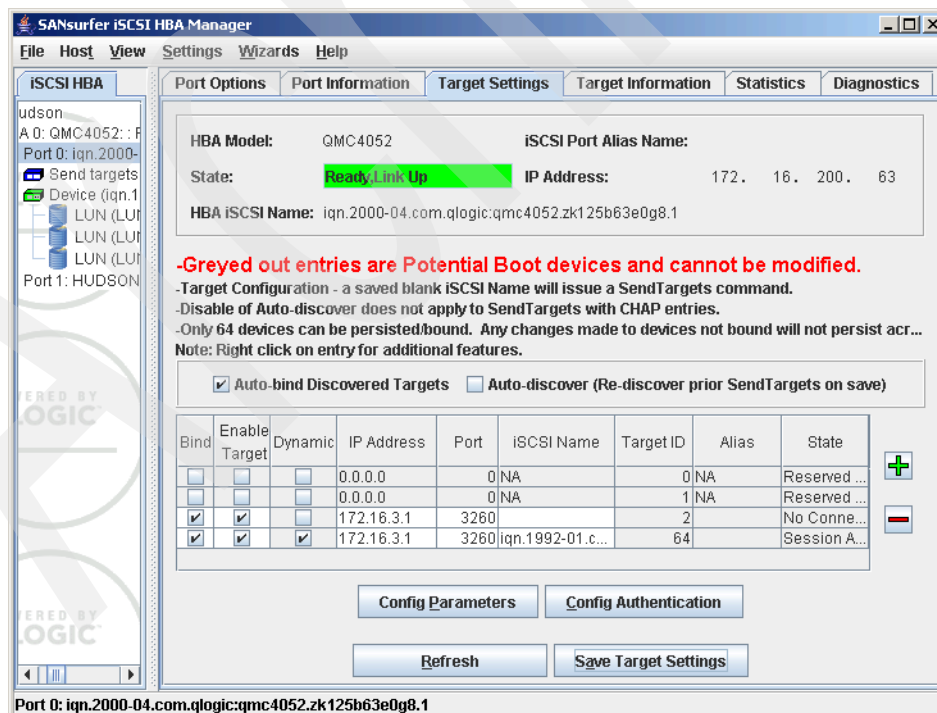 SANsurfer iSCSI HBA Manager
File Host View Settings Wizards Help
iSCSI HBA
Port Options Port Information Target Settings Target Information Statistics Diagnostics
udson
A 0: QMC4052: : F
Port 0: iqn.2000-
Send targets
Device (iqn.1
LUN (LUN
LUN (LUN
LUN (LUN
Port 1: HUDSON
HBA Model: QMC4052 iSCSI Port Alias Name:
State: Ready,Link Up IP Address: 172. 16. 200. 63
HBA iSCSI Name: iqn.2000-04.com.qlogic:qmc4052.zk125b63e0g8.1
-Greyed out entries are Potential Boot devices and cannot be modified.
-Target Configuration - a saved blank iSCSI Name will issue a SendTargets command.
-Disable of Auto-discover does not apply to SendTargets with CHAP entries.
-Only 64 devices can be persisted/bound. Any changes made to devices not bound will not persist acr...
Note: Right click on entry for additional features.
Auto-bind Discovered Targets Auto-discover (Re-discover prior SendTargets on save)
Bind Enable Target Dynamic IP Address Port iSCSI Name Target ID Alias State
0.0.0.0 0 NA 0 NA Reserved ...
0.0.0.0 0 NA 1 NA Reserved ...
172.16.3.1 3260 2 No Conne...
172.16.3.1 3260 iqn.1992-01.c... 64 Session A...
Config Parameters Config Authentication
Refresh Save Target Settings
ERED BY
LOGIC
ERED BY
LOGIC
Port 0: iqn.2000-04.com.qlogic:qmc4052.zk125b63e0g8.1